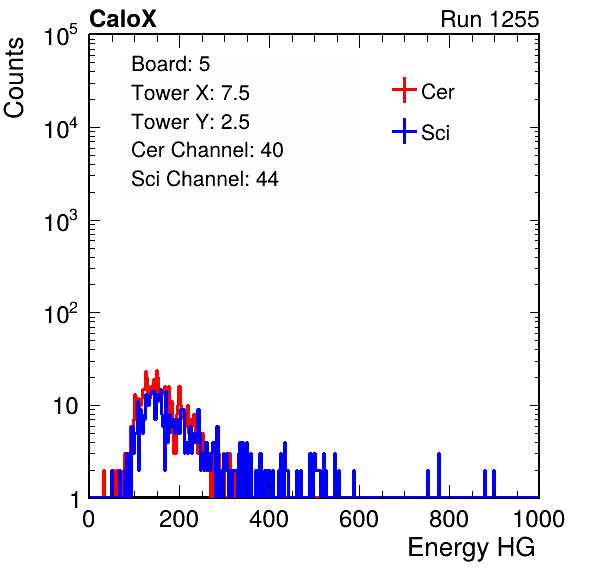 CaloX Run 1255
Counts
10^5
10^4
10^3
10^2
10
1
Board: 5
Tower X: 7.5
Tower Y: 2.5
Cer Channel: 40
Sci Channel: 44
Cer
Sci
0 200 400 600 800 1000
Energy HG